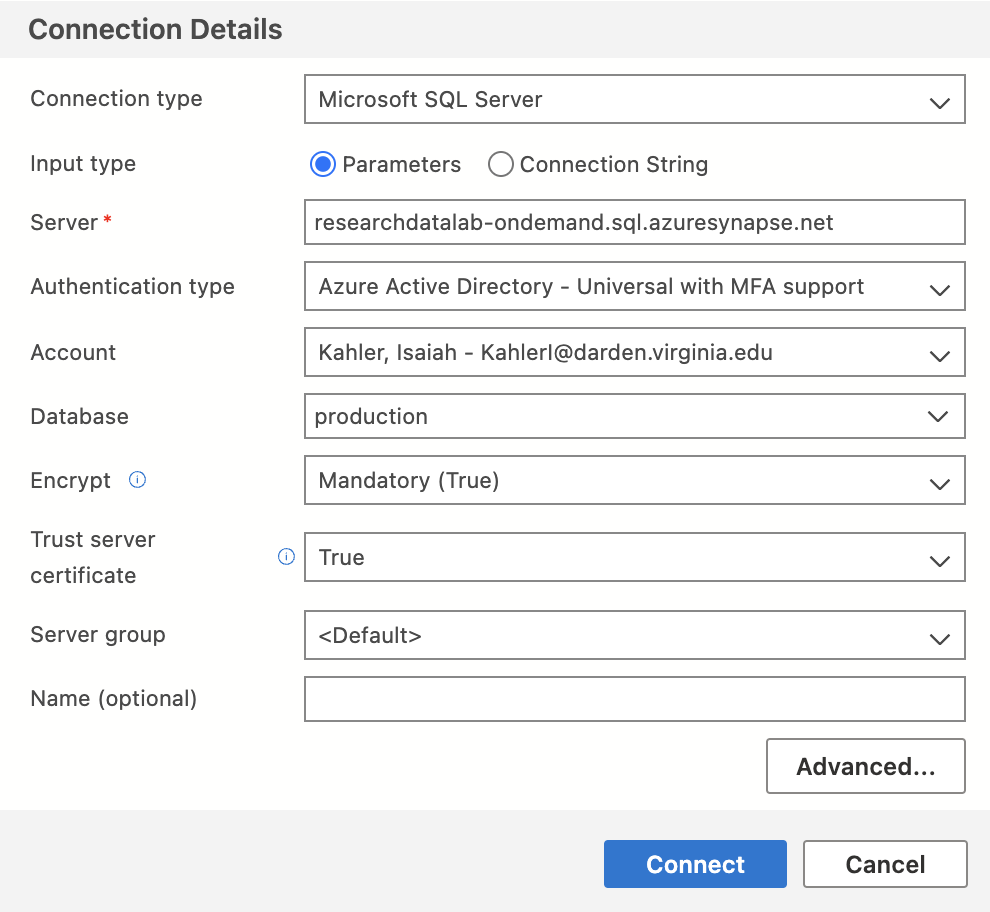 Connection Details
Connection type
Microsoft SQL Server
Input type
Parameters
Connection String
Server *
researchdatalab-ondemand.sql.azuresynapse.net
Authentication type
Azure Active Directory - Universal with MFA support
Account
Kahler, Isaiah - KahlerI@darden.virginia.edu
Database
production
Encrypt
Mandatory (True)
Trust server
certificate
True
Server group
<Default>
Name (optional)
Advanced...
Connect
Cancel